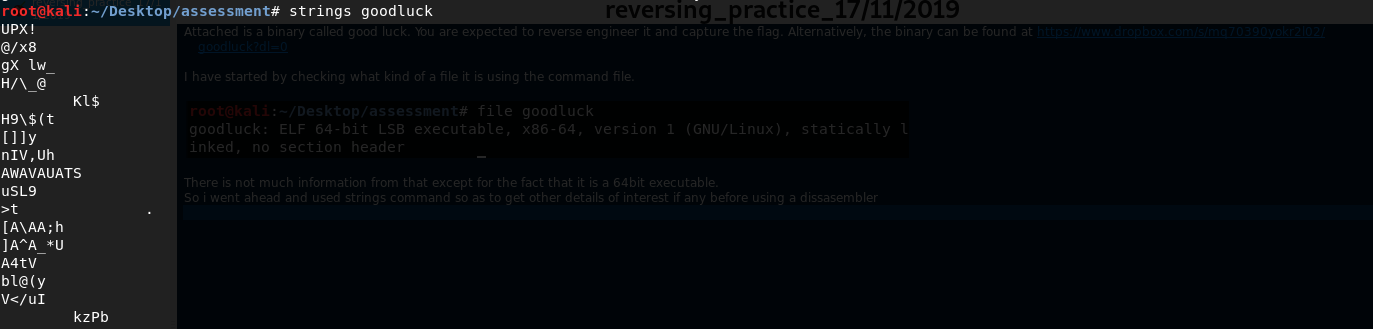 root@kali:~/Desktop/assessment# strings goodluck
reversing_practice_17/11/2019
UPX!
@/x8
gX lw_
H/\_@
Kl$
H9\$(t
[]]y
nIV,Uh
AWAVAUATS
uSL9
>t .
[A\AA;h
]A^A_*U
A4tV
bl@(y
V</uI
kzPb
Attached is a binary called good luck. You are expected to reverse engineer it and capture the flag. Alternatively, the binary can be found at
goodluck?dl=0
I have started by checking what kind of a file it is using the command file.
root@kali:~/Desktop/assessment# file goodluck
goodluck: ELF 64-bit LSB executable, x86-64, version 1 (GNU/Linux), statically l
inked, no section header
There is not much information from that except for the fact that it is a 64bit executable.
So i went ahead and used strings command so as to get other details of interest if any before using a dissasembler